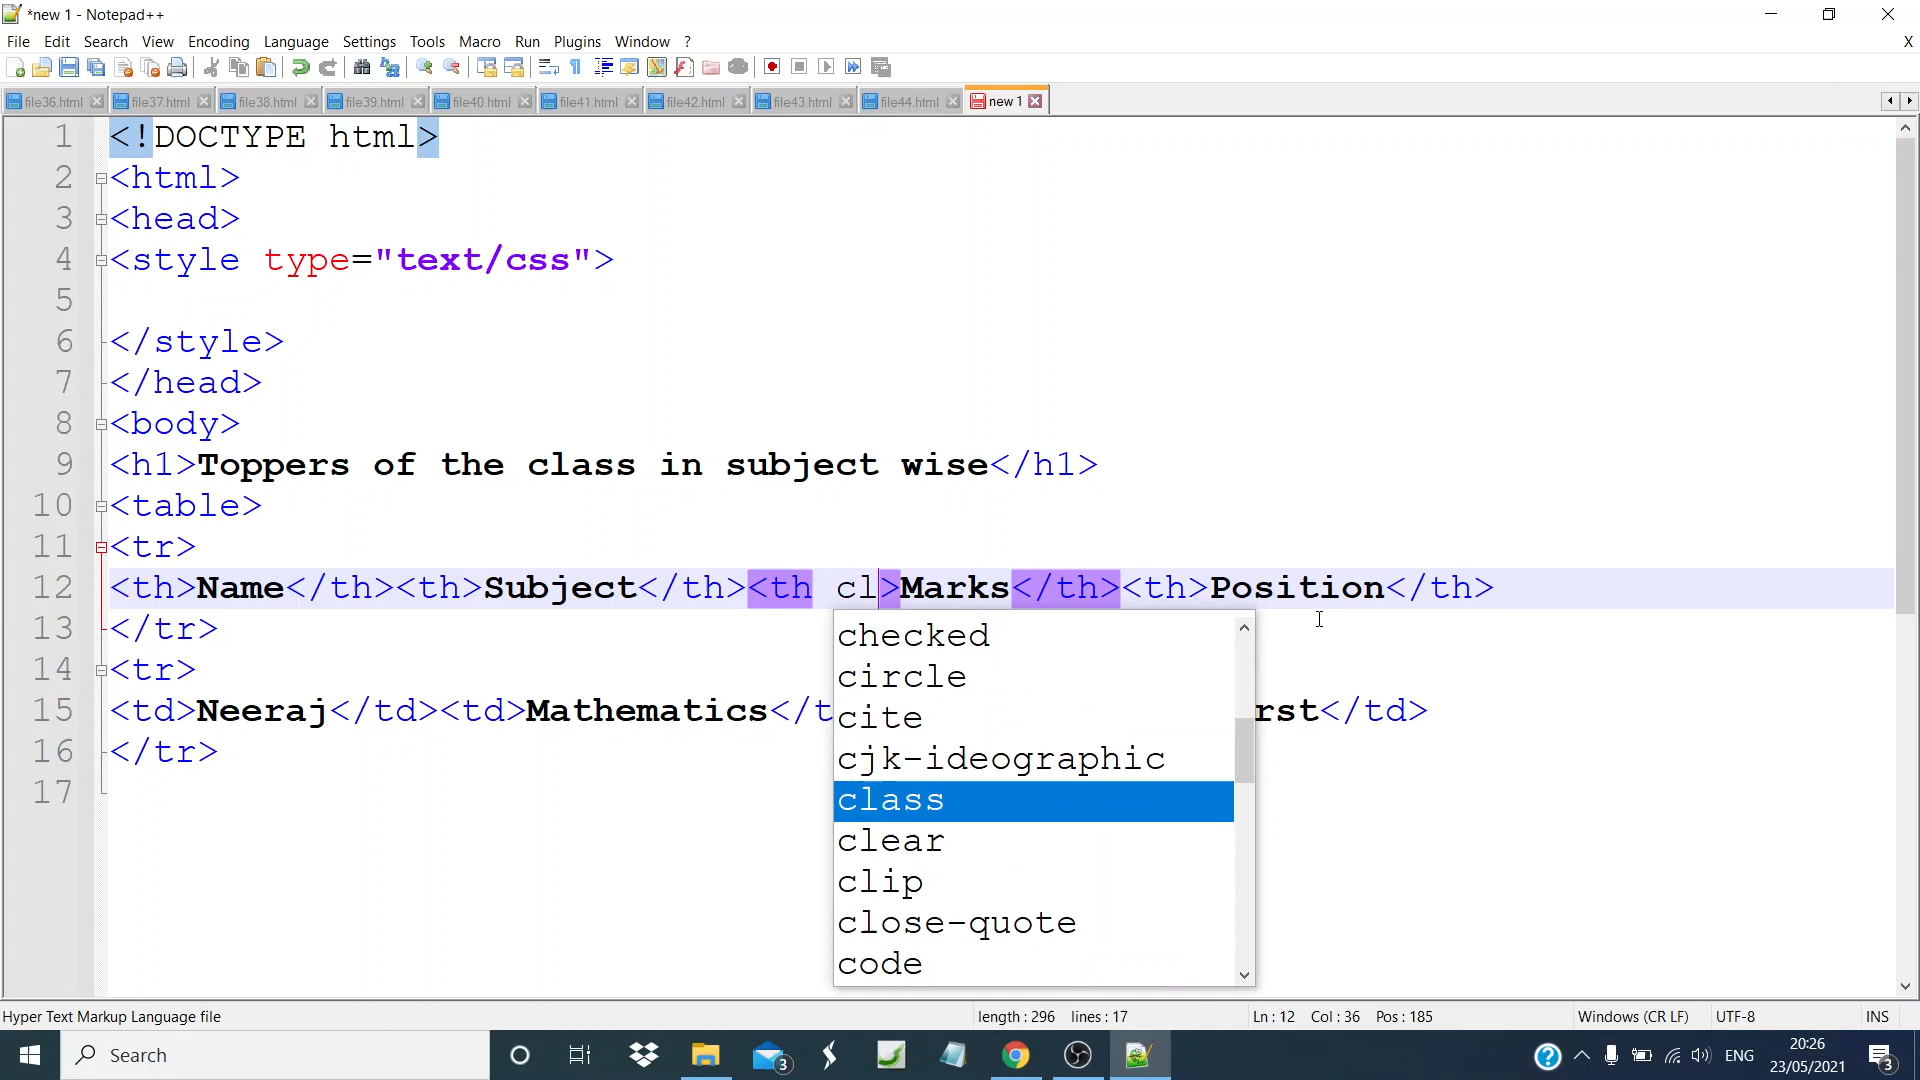 *new 1 - Notepad++
File Edit Search View Encoding Language Settings Tools Macro Run Plugins Window ? X
file36.html file37.html file38.html file39.html file40.html file41.html file42.html file43.html file44.html new 1
1 <!DOCTYPE html>
2 <html>
3 <head>
4 <style type="text/css">
5
6 </style>
7 </head>
8 <body>
9 <h1>Toppers of the class in subject wise</h1>
10 <table>
11 <tr>
12 <th>Name</th><th>Subject</th><th cl>Marks</th><th>Position</th>
13 </tr>
14 <tr>
15 <td>Neeraj</td><td>Mathematics</t rst</td>
16 </tr>
17
checked
circle
cite
cjk-ideographic
class
clear
clip
close-quote
code
Hyper Text Markup Language file length : 296 lines : 17 Ln : 12 Col : 36 Pos : 185 Windows (CR LF) UTF-8 INS
Search 3 ENG 20:26 3
23/05/2021